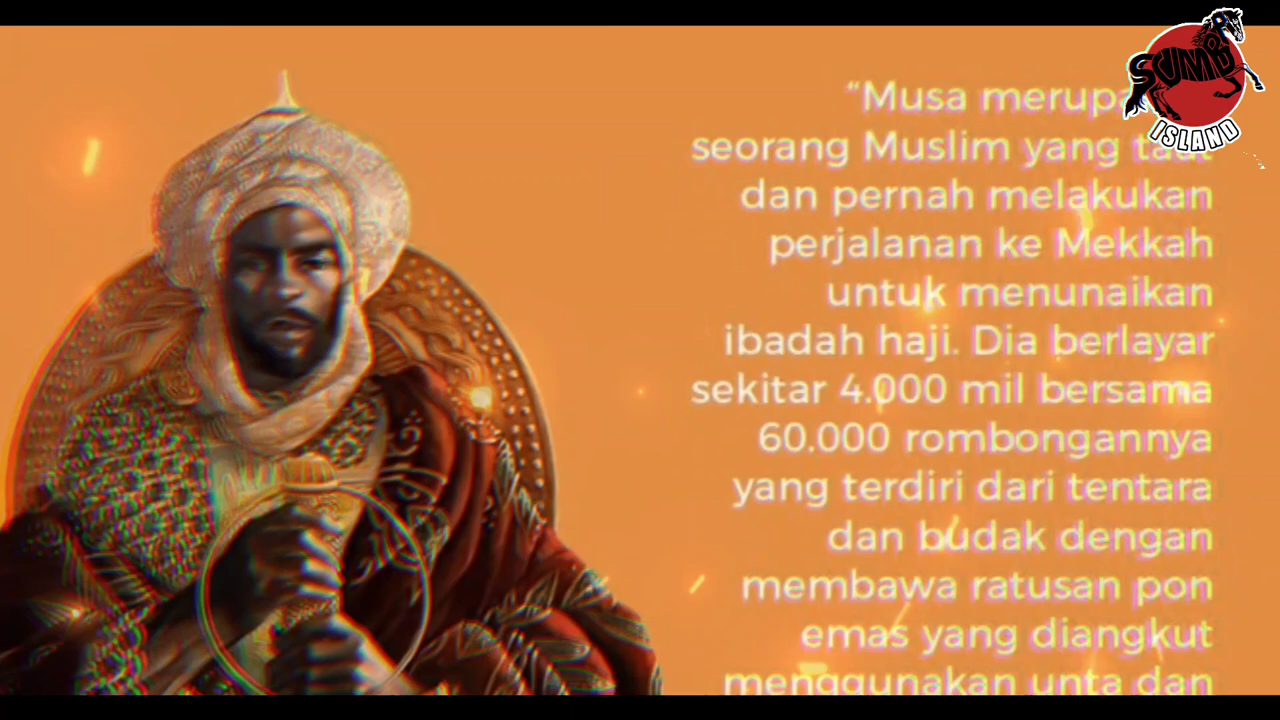 “Musa
seorang Muslim yang taat
dan pernah melakukan
perjalanan ke Mekkah
untuk menunaikan
ibadah haji. Dia berlayar
sekitar 4.000 mil bersama
60.000 rombongannya
yang terdiri dari tentara
dan budak dengan
membawa ratusan pon
emas yang diangkut
menggunakan unta dan
SUMBA
ISLAND